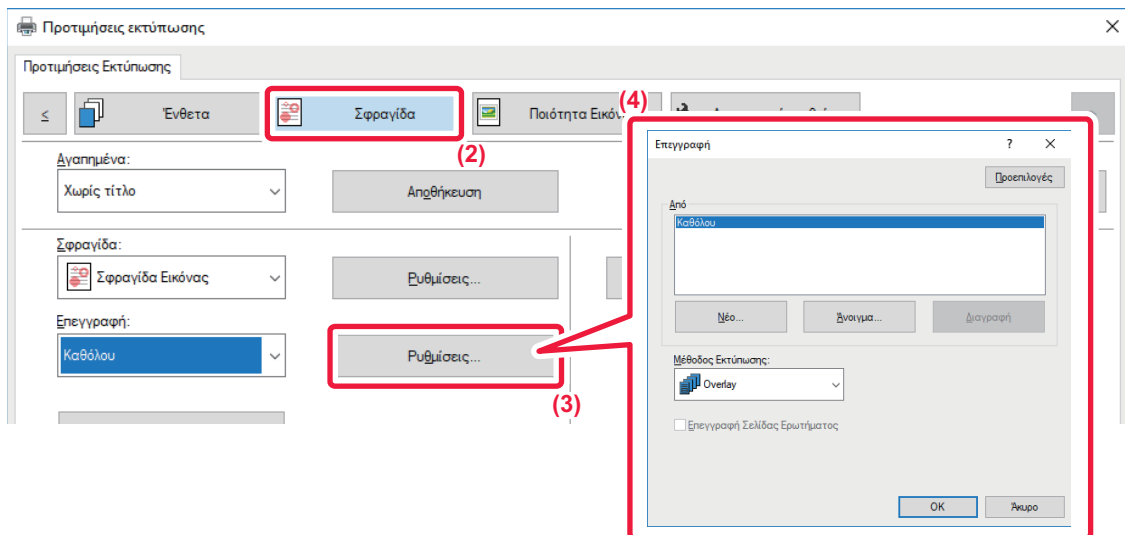 Προτιμήσεις εκτύπωσης
Προτιμήσεις Εκτύπωσης
≤ Ένθετα Σφραγίδα Ποιότητα
(4)
(2)
Αγαπημένα:
Χωρίς τίτλο Αποθήκευση
Σφραγίδα:
Σφραγίδα Εικόνας Ρυθμίσεις...
Επεγγραφή:
Καθόλου Ρυθμίσεις...
(3)
Επεγγραφή ?
Προεπιλογές
Από
Καθόλου
Νέο... Άνοιγμα... Διαγραφή
Μέθοδος Εκτύπωσης:
Overlay
Επεγγραφή Σελίδας Ερωτήματος
OK Άκυρο